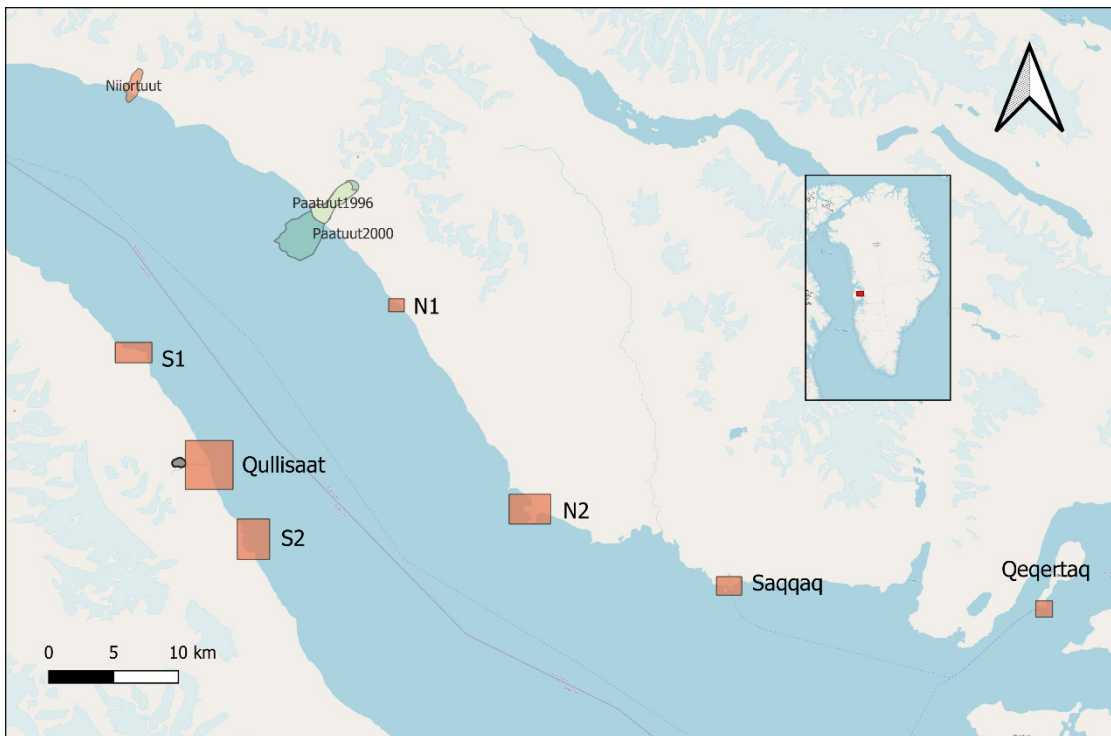 Niiortuut
Paatuut1996
Paatuut2000
N1
S1
Qullisaat
S2
N2
Saqqaq
Qeqertaq
0 5 10 km